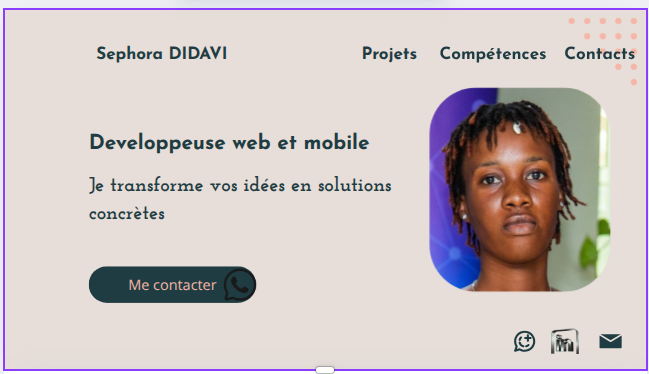 Sephora DIDAVI
Projets Compétences Contacts
Developpeuse web et mobile
Je transforme vos idées en solutions
concrètes
Me contacter